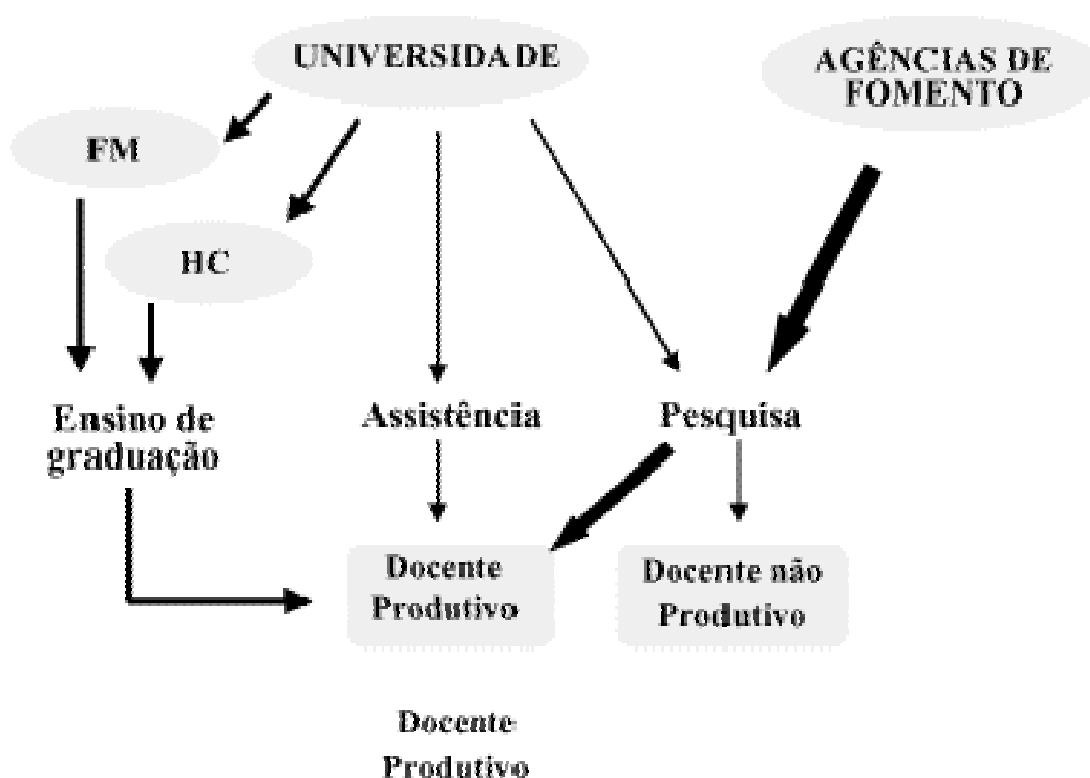 UNIVERSIDADE
AGÊNCIAS DE
FOMENTO
FM
HC
Ensino de
graduação
Assistência
Pesquisa
Docente
Produtivo
Docente não
Produtivo
Docente
Produtivo